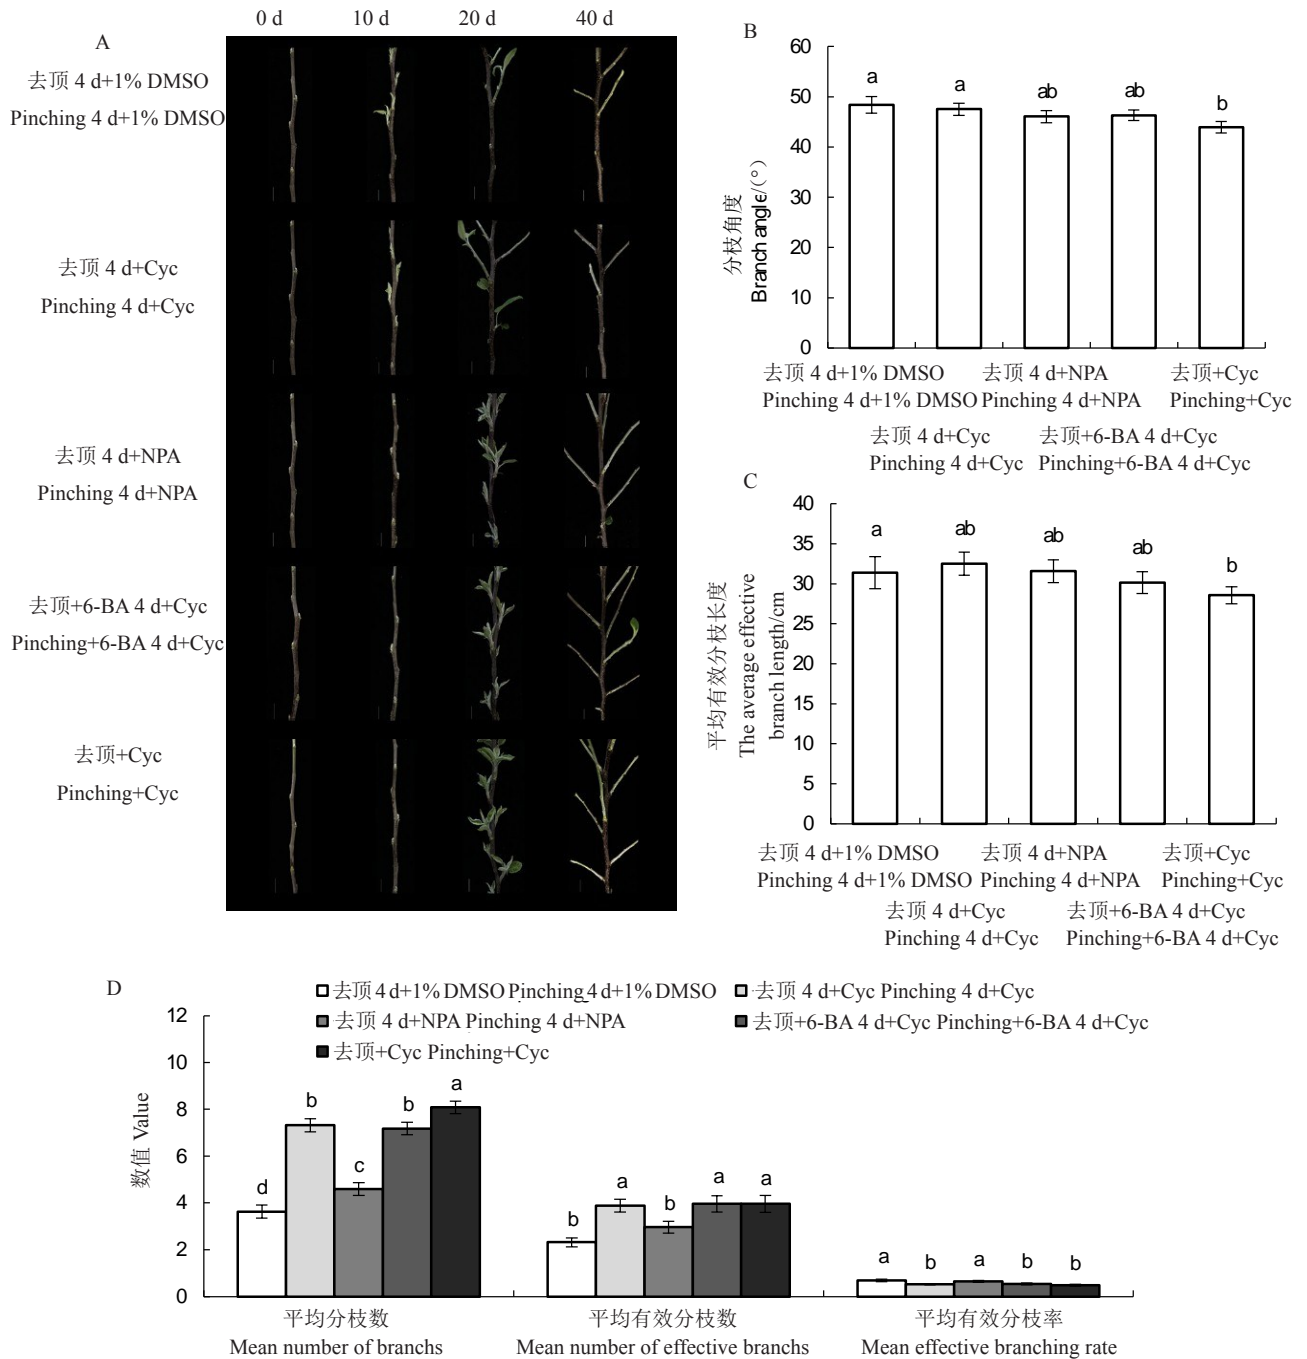 0 d 10 d 20 d 40 d
A
去顶 4 d+1% DMSO
Pinching 4 d+1% DMSO
去顶 4 d+Cyc
Pinching 4 d+Cyc
去顶 4 d+NPA
Pinching 4 d+NPA
去顶+6-BA 4 d+Cyc
Pinching+6-BA 4 d+Cyc
去顶+Cyc
Pinching+Cyc
B
分枝角度
Branch angle/(°)
60
50
40
30
20
10
0
a a ab ab b
去顶 4 d+1% DMSO 去顶 4 d+NPA 去顶+Cyc
Pinching 4 d+1% DMSO Pinching 4 d+NPA Pinching+Cyc
去顶 4 d+Cyc 去顶+6-BA 4 d+Cyc
Pinching 4 d+Cyc Pinching+6-BA 4 d+Cyc
C
平均有效分枝长度
The average effective
branch length/cm
40
35
30
25
20
15
10
5
0
a ab ab ab b
去顶 4 d+1% DMSO 去顶 4 d+NPA 去顶+Cyc
Pinching 4 d+1% DMSO Pinching 4 d+NPA Pinching+Cyc
去顶 4 d+Cyc 去顶+6-BA 4 d+Cyc
Pinching 4 d+Cyc Pinching+6-BA 4 d+Cyc
D
去顶 4 d+1% DMSO Pinching 4 d+1% DMSO 去顶 4 d+Cyc Pinching 4 d+Cyc
去顶 4 d+NPA Pinching 4 d+NPA 去顶+6-BA 4 d+Cyc Pinching+6-BA 4 d+Cyc
去顶+Cyc Pinching+Cyc
数值 Value
12
10
8
6
4
2
0
d b c b a
b a b a a
a b a b b
平均分枝数 平均有效分枝数 平均有效分枝率
Mean number of branchs Mean number of effective branchs Mean effective branching rate